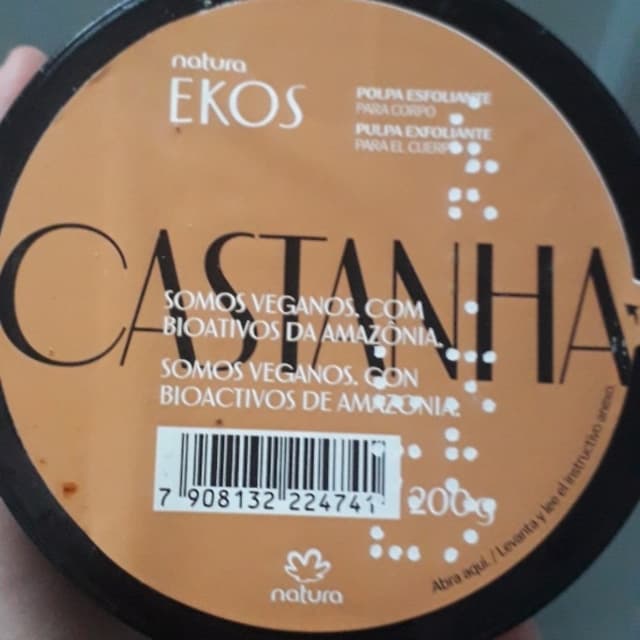 natura
EKOS
POLPA ESFOLIANTE
PARA CORPO
PULPA EXFOLIANTE
PARA EL CUERPO
CASTANHA
SOMOS VEGANOS. COM
BIOATIVOS DA AMAZÔNIA.
SOMOS VEGANOS. CON
BIOACTIVOS DE AMAZONIA.
7 908132 224741
200g
natura
Abra aqui. / Levanta y lee el instructivo anexo.